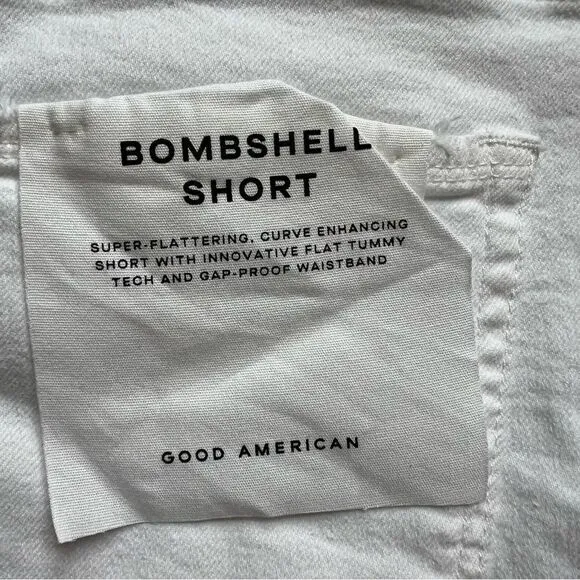 BOMBSHELL
SHORT
SUPER-FLATTERING, CURVE ENHANCING
SHORT WITH INNOVATIVE FLAT TUMMY
TECH AND GAP-PROOF WAISTBAND
GOOD AMERICAN